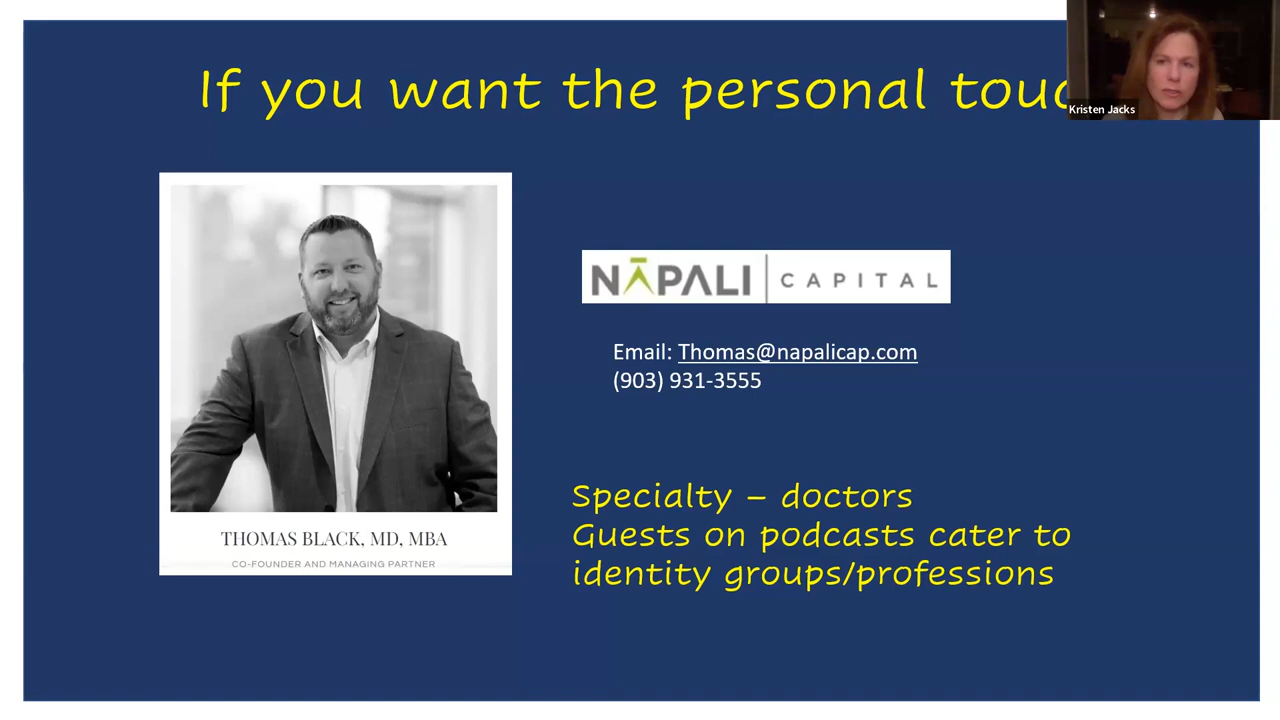 If you want the personal touc
Kristen Jacks
NĀPALI | CAPITAL
Email: Thomas@napalicap.com
(903) 931-3555
THOMAS BLACK, MD, MBA
CO-FOUNDER AND MANAGING PARTNER
Specialty – doctors
Guests on podcasts cater to
identity groups/professions